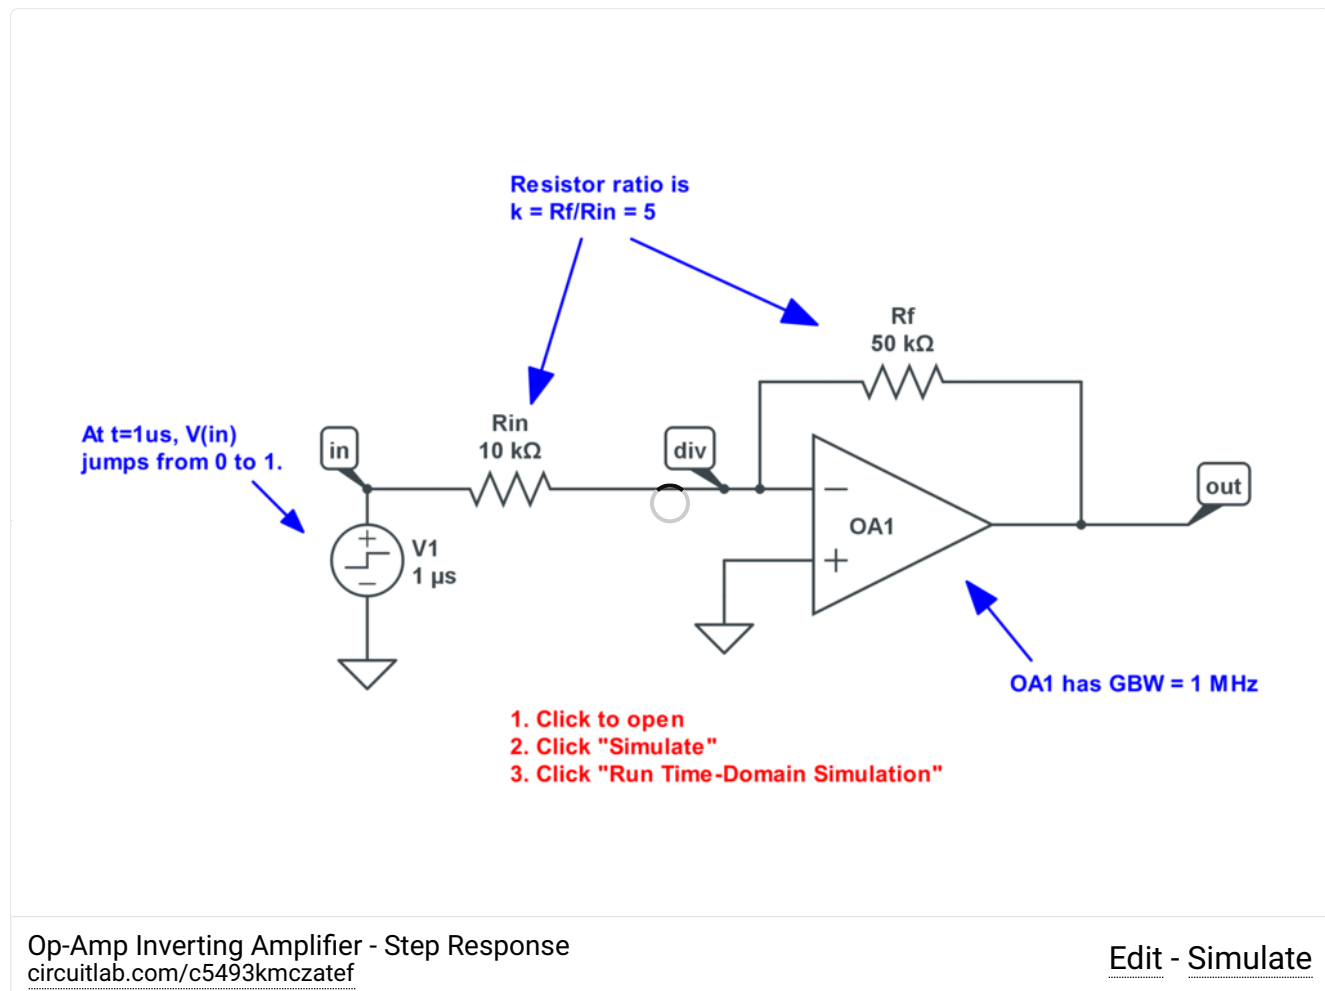 Resistor ratio is
k = Rf/Rin = 5
Rf
50 kΩ
At t=1us, V(in)
jumps from 0 to 1.
in
Rin
10 kΩ
div
out
−
OA1
+
+
−
V1
1 µs
OA1 has GBW = 1 MHz
1. Click to open
2. Click "Simulate"
3. Click "Run Time-Domain Simulation"
Op-Amp Inverting Amplifier - Step Response
circuitlab.com/c5493kmczatef
Edit - Simulate